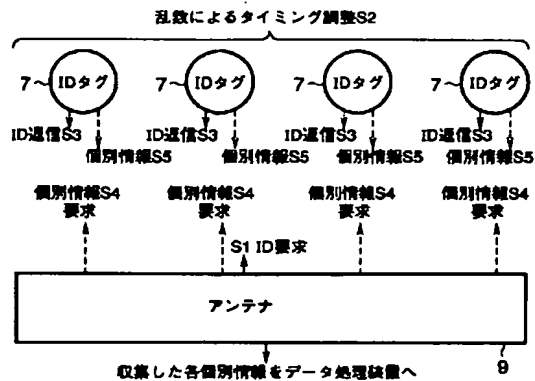 乱数によるタイミング調整S2
7 IDタグ 7 IDタグ 7 IDタグ 7 IDタグ
ID返信S3 ID返信S3 ID返信S3 ID返信S3
個別情報S5 個別情報S5 個別情報S5 個別情報S5
個別情報S4 個別情報S4 個別情報S4 個別情報S4
要求 要求 要求 要求
S1 ID要求
アンテナ
9
収集した各個別情報をデータ処理装置へ